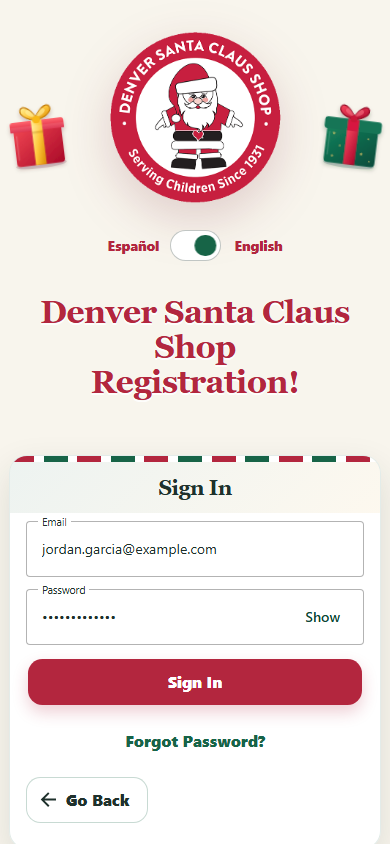 • DENVER SANTA CLAUS SHOP •
Serving Children Since 1931
Español
English
Denver Santa Claus
Shop
Registration!
Sign In
Email
jordan.garcia@example.com
Password
•••••••••••••
Show
Sign In
Forgot Password?
← Go Back